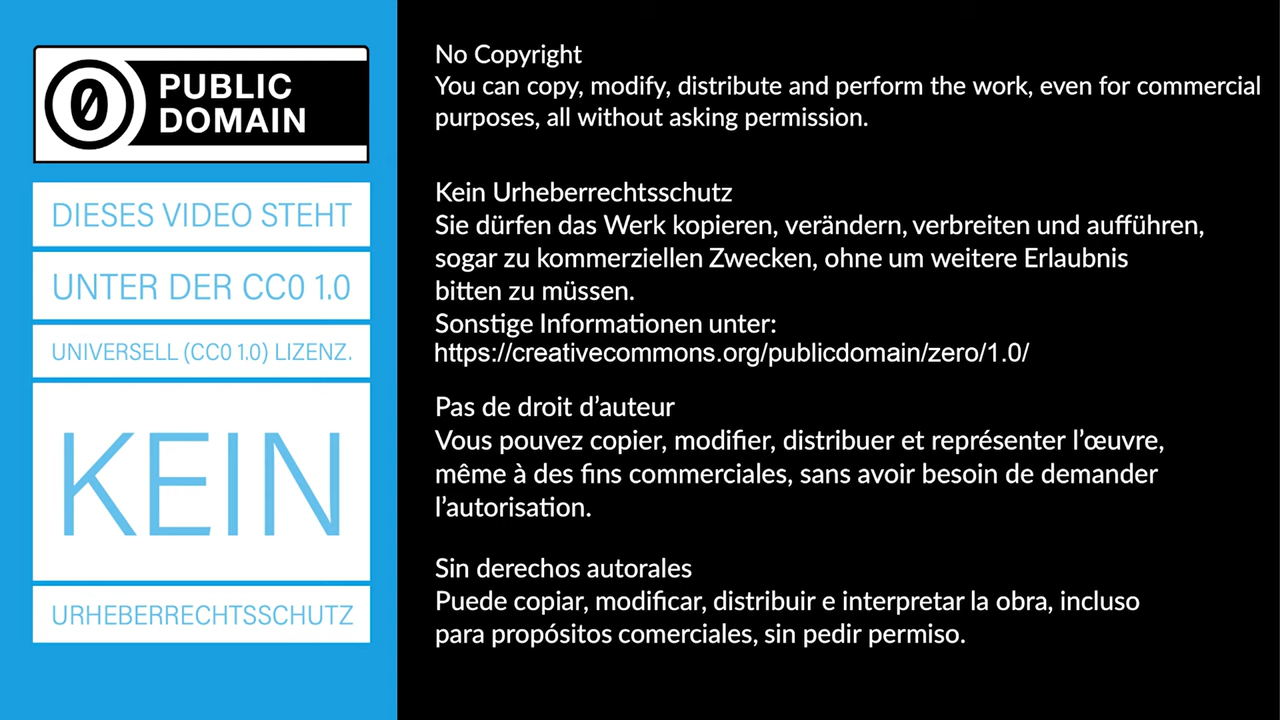 0 PUBLIC
DOMAIN
DIESES VIDEO STEHT
UNTER DER CC0 1.0
UNIVERSELL (CC0 1.0) LIZENZ.
KEIN
URHEBERRECHTSSCHUTZ
No Copyright
You can copy, modify, distribute and perform the work, even for commercial
purposes, all without asking permission.
Kein Urheberrechtsschutz
Sie dürfen das Werk kopieren, verändern, verbreiten und aufführen,
sogar zu kommerziellen Zwecken, ohne um weitere Erlaubnis
bitten zu müssen.
Sonstige Informationen unter:
https://creativecommons.org/publicdomain/zero/1.0/
Pas de droit d’auteur
Vous pouvez copier, modifier, distribuer et représenter l’œuvre,
même à des fins commerciales, sans avoir besoin de demander
l’autorisation.
Sin derechos autorales
Puede copiar, modificar, distribuir e interpretar la obra, incluso
para propósitos comerciales, sin pedir permiso.